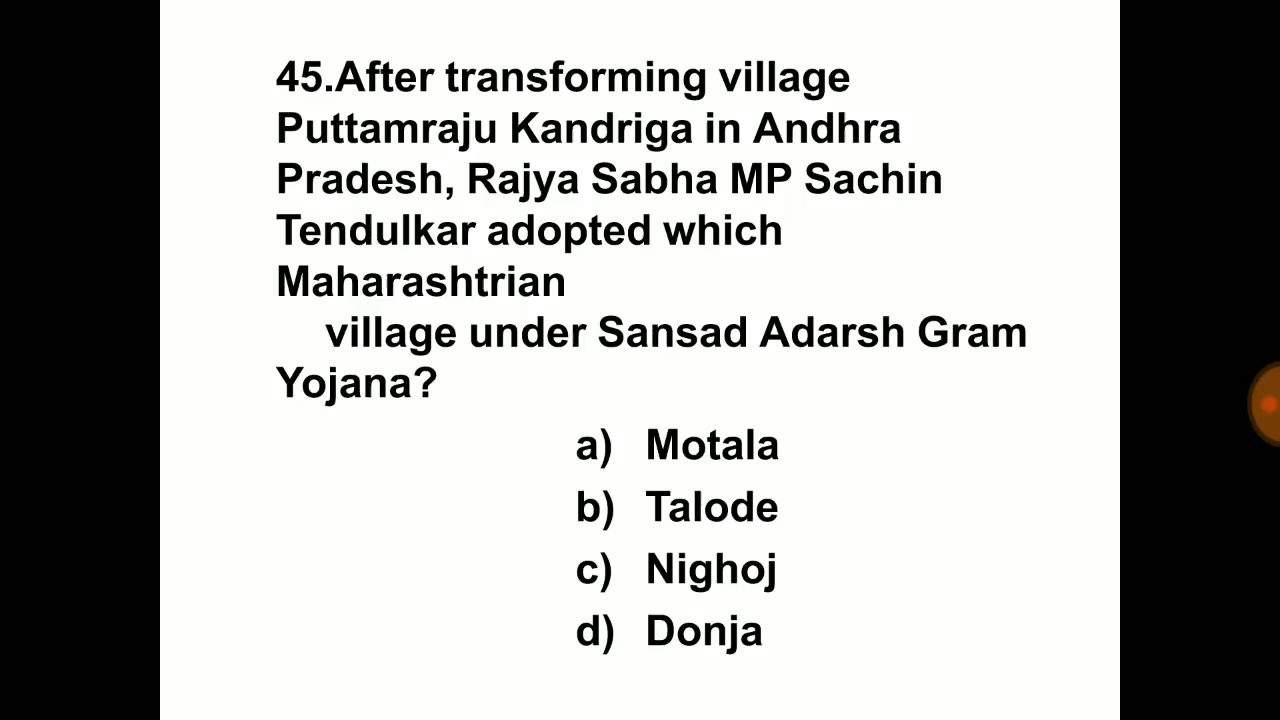 45.After transforming village
Puttamraju Kandriga in Andhra
Pradesh, Rajya Sabha MP Sachin
Tendulkar adopted which
Maharashtrian
village under Sansad Adarsh Gram
Yojana?
a) Motala
b) Talode
c) Nighoj
d) Donja